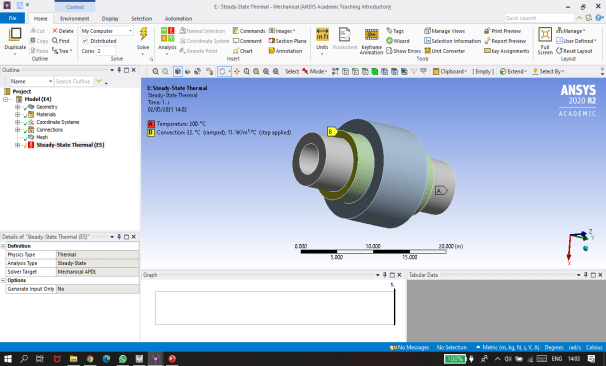 Context
E : Steady-State Thermal - Mechanical [ANSYS Academic Teaching Introductory]
File
Home
Environment
Display
Selection
Automation
Quick Launch
Duplicate
Cut
Delete
Copy
Find
Paste
Tree
Outline
My Computer
Distributed
Cores 2
Solve
Solve
Analysis
Named Selection
Coordinate System
Remote Point
Commands
Comment
Chart
Images
Section Plane
Annotation
Insert
Units
Worksheet
Keyframe Animation
Tags
Wizard
Show Errors
Manage Views
Selection Information
Unit Converter
Print Preview
Report Preview
Key Assignments
Tools
Full Screen
Manage
User Defined
Reset Layout
Layout
Outline
Name
Search Outline
Select
Mode
Clipboard
[ Empty ]
Extend
Select By
Project
Model (E4)
Geometry
Materials
Coordinate Systems
Connections
Mesh
Steady-State Thermal (E5)
E: Steady-State Thermal
Steady-State Thermal
Time: 1. s
02/05/2021 14:02
A Temperature: 200. °C
B Convection: 22. °C (ramped), 11. W/m²·°C (step applied)
B
A
ANSYS
2020 R2
ACADEMIC
0.000
10.000
20.000 (m)
5.000
15.000
Z
Y
X
Details of "Steady-State Thermal (E5)"
Definition
Physics Type Thermal
Analysis Type Steady-State
Solver Target Mechanical APDL
Options
Generate Input Only No
Graph
1.
Tabular Data
No Messages
No Selection
Metric (m, kg, N, s, V, A)
Degrees
rad/s
Celsius
100%
ENG
14:03